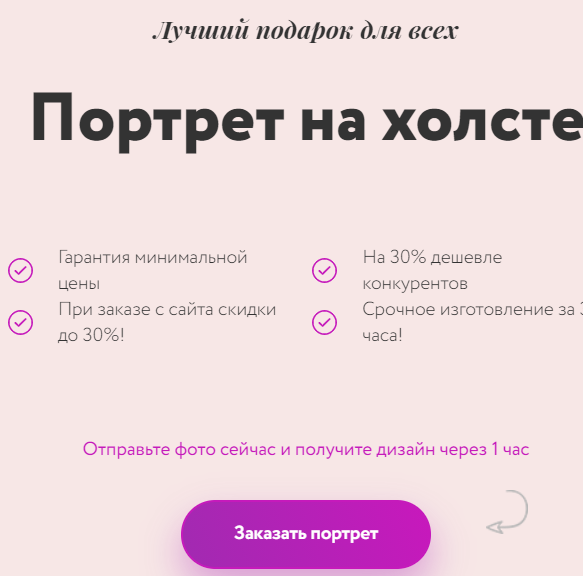 Лучший подарок для всех
Портрет на холсте
Гарантия минимальной
цены
На 30% дешевле
конкурентов
При заказе с сайта скидки
до 30%!
Срочное изготовление за 3
часа!
Отправьте фото сейчас и получите дизайн через 1 час
Заказать портрет